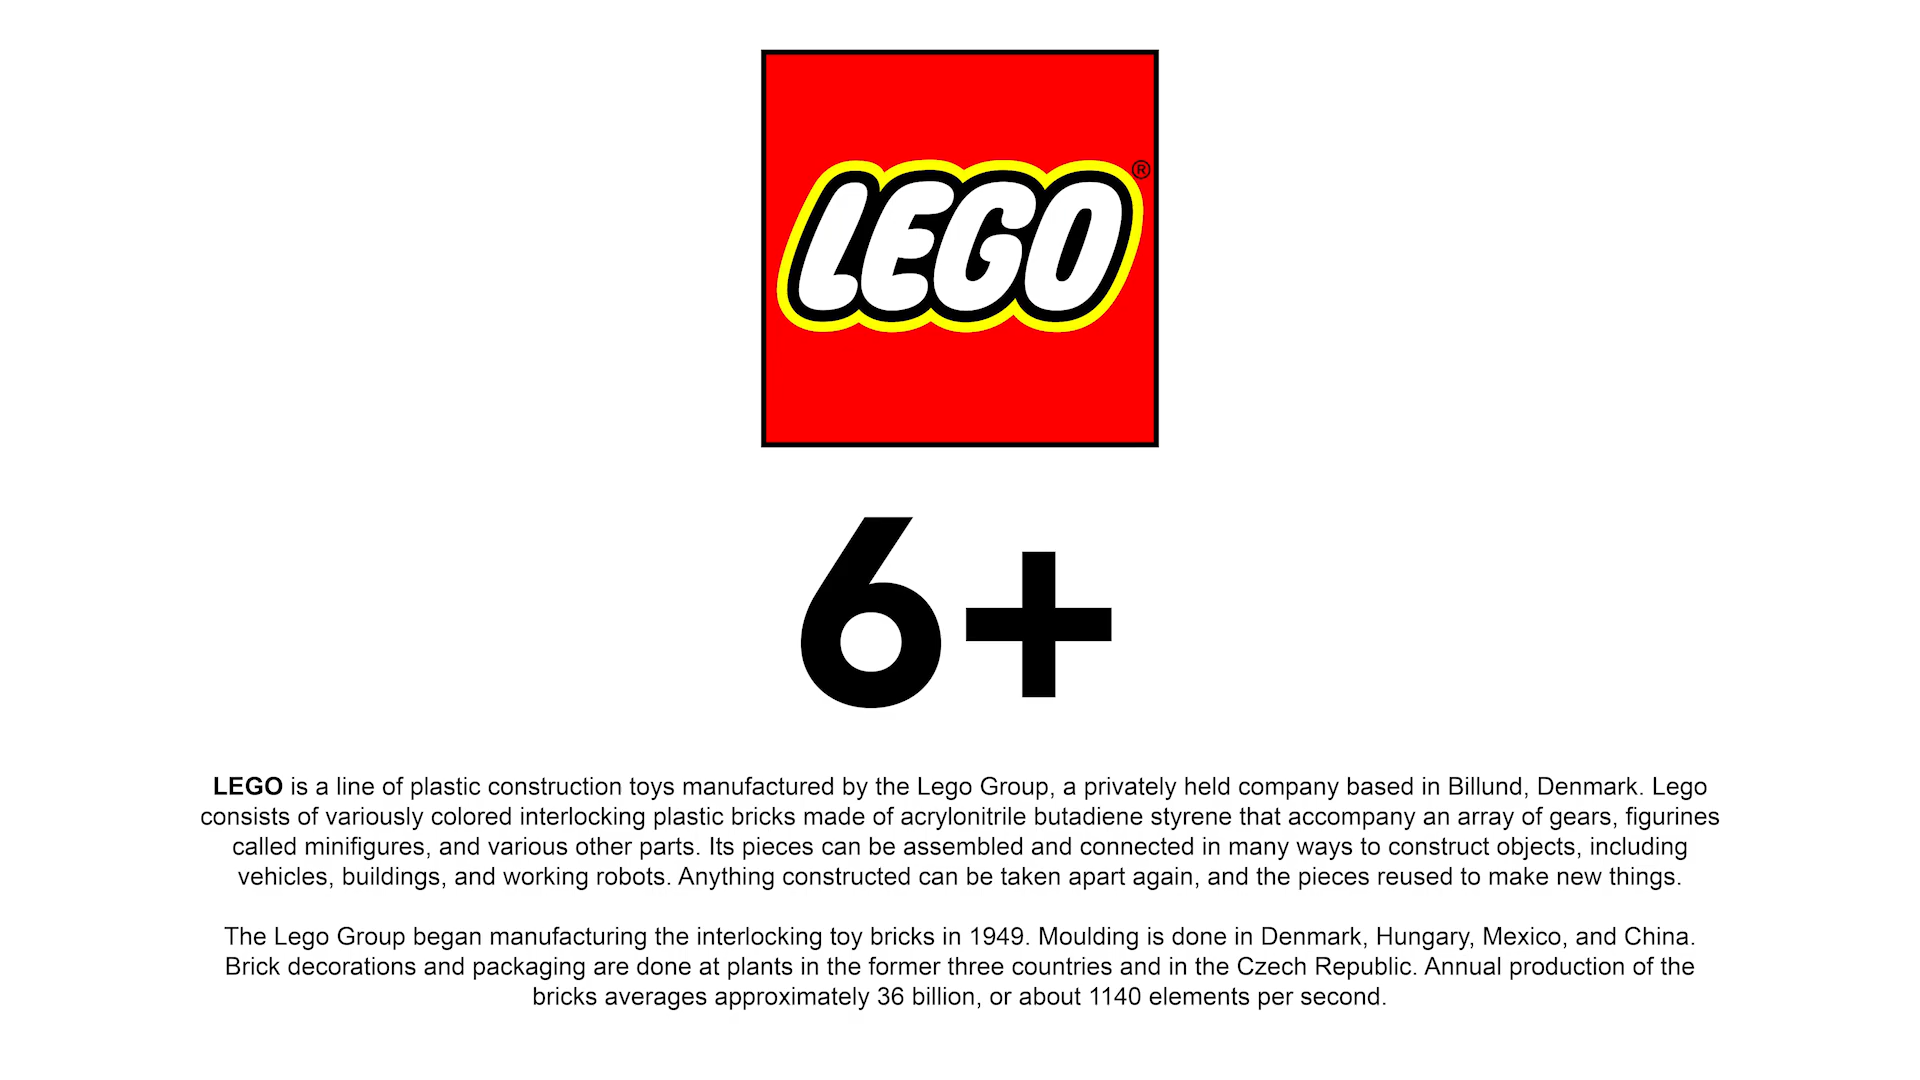 LEGO®
6+
LEGO is a line of plastic construction toys manufactured by the Lego Group, a privately held company based in Billund, Denmark. Lego
consists of variously colored interlocking plastic bricks made of acrylonitrile butadiene styrene that accompany an array of gears, figurines
called minifigures, and various other parts. Its pieces can be assembled and connected in many ways to construct objects, including
vehicles, buildings, and working robots. Anything constructed can be taken apart again, and the pieces reused to make new things.
The Lego Group began manufacturing the interlocking toy bricks in 1949. Moulding is done in Denmark, Hungary, Mexico, and China.
Brick decorations and packaging are done at plants in the former three countries and in the Czech Republic. Annual production of the
bricks averages approximately 36 billion, or about 1140 elements per second.